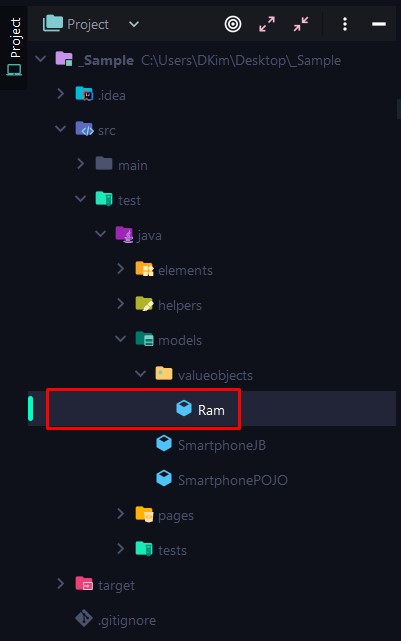 Project
Project
_Sample C:\Users\DKim\Desktop\_Sample
.idea
src
main
test
java
elements
helpers
models
valueobjects
Ram
SmartphoneJB
SmartphonePOJO
pages
tests
target
.gitignore